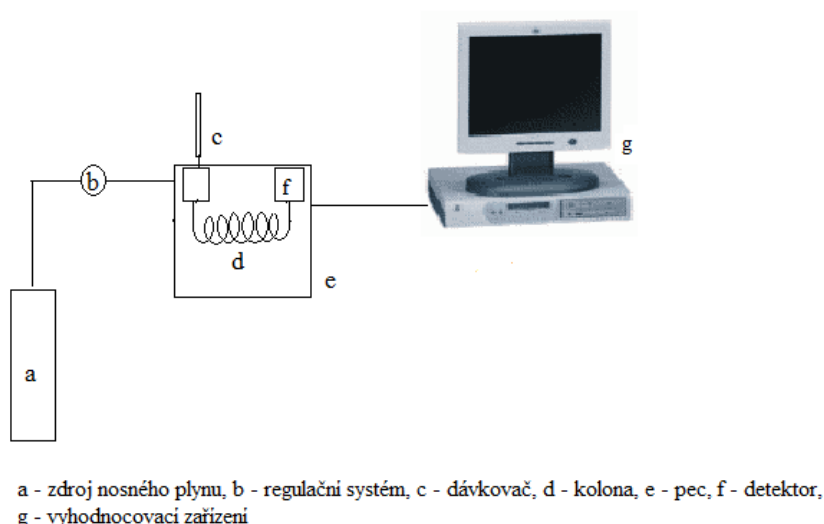 c
g
b
f
d
e
a
a - zdroj nosného plynu, b - regulační systém, c - dávkovač, d - kolona, e - pec, f - detektor,
g - vyhodnocovací zařízení